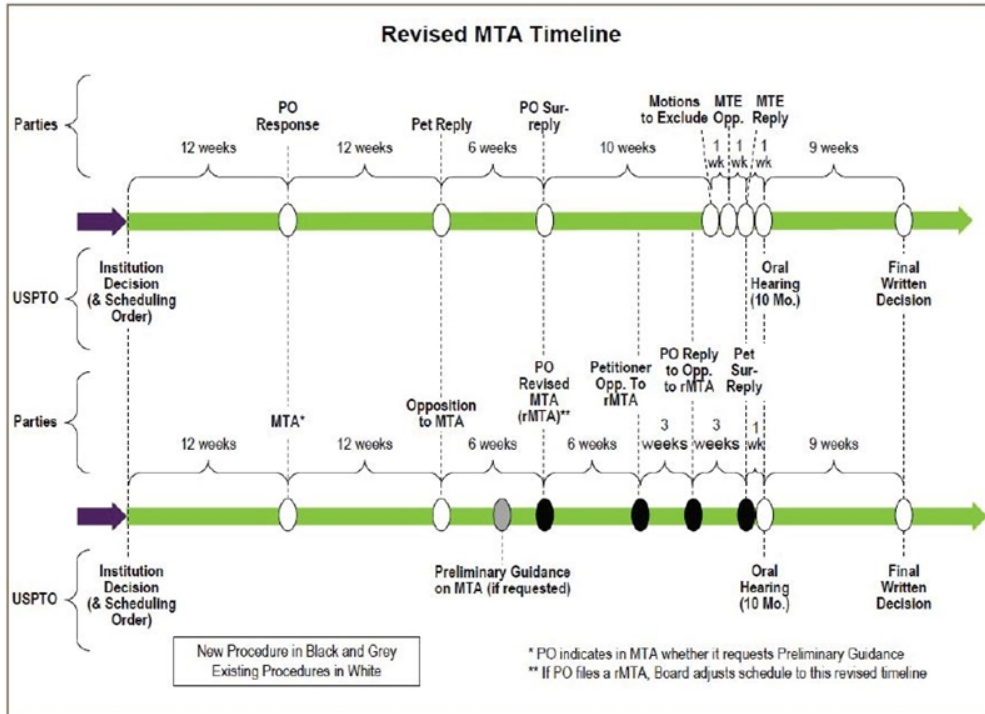 Revised MTA Timeline
Parties
PO
Response
Pet Reply
PO Sur-
reply
Motions
to Exclude
MTE
Opp.
MTE
Reply
12 weeks
12 weeks
6 weeks
10 weeks
1
wk
1
wk
1
wk
9 weeks
USPTO
Institution
Decision
(& Scheduling
Order)
Oral
Hearing
(10 Mo.)
Final
Written
Decision
Parties
MTA*
Opposition
to MTA
PO
Revised
MTA
(rMTA)**
Petitioner
Opp. To
rMTA
PO Reply
to Opp.
to rMTA
Pet
Sur-
Reply
12 weeks
12 weeks
6 weeks
6 weeks
3
weeks
3
weeks
1
wk
9 weeks
USPTO
Institution
Decision
(& Scheduling
Order)
Preliminary Guidance
on MTA (if requested)
Oral
Hearing
(10 Mo.)
Final
Written
Decision
New Procedure in Black and Grey
Existing Procedures in White
* PO indicates in MTA whether it requests Preliminary Guidance
** If PO files a rMTA, Board adjusts schedule to this revised timeline